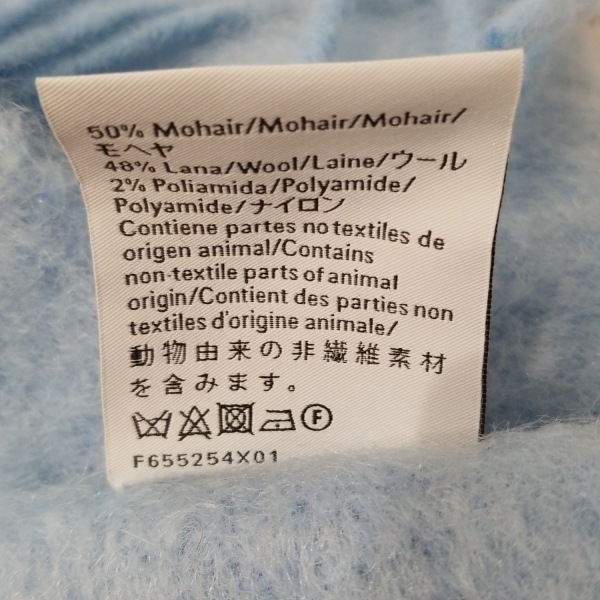 50% Mohair/Mohair/Mohair/
モヘヤ
48% Lana/Wool/Laine/ウール
2% Poliamida/Polyamide/
Polyamide/ナイロン
Contiene partes no textiles de
origen animal/Contains
non-textile parts of animal
origin/Contient des parties non
textiles d'origine animale/
動物由来の非繊維素材
を含みます。
F
F655254X01